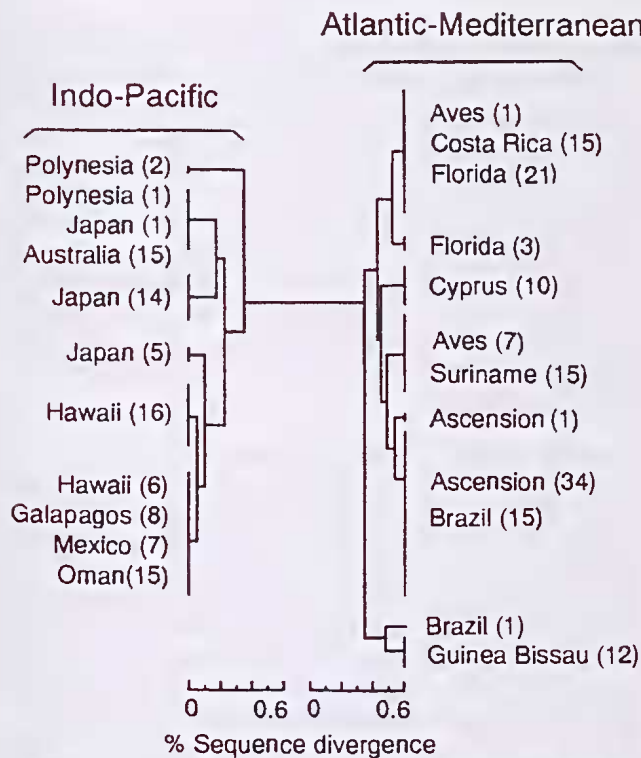 Atlantic-Mediterranean
Indo-Pacific
Polynesia (2)
Polynesia (1)
Japan (1)
Australia (15)
Japan (14)
Japan (5)
Hawaii (16)
Hawaii (6)
Galapagos (8)
Mexico (7)
Oman(15)
Aves (1)
Costa Rica (15)
Florida (21)
Florida (3)
Cyprus (10)
Aves (7)
Suriname (15)
Ascension (1)
Ascension (34)
Brazil (15)
Brazil (1)
Guinea Bissau (12)
0 0.6 0 0.6
% Sequence divergence